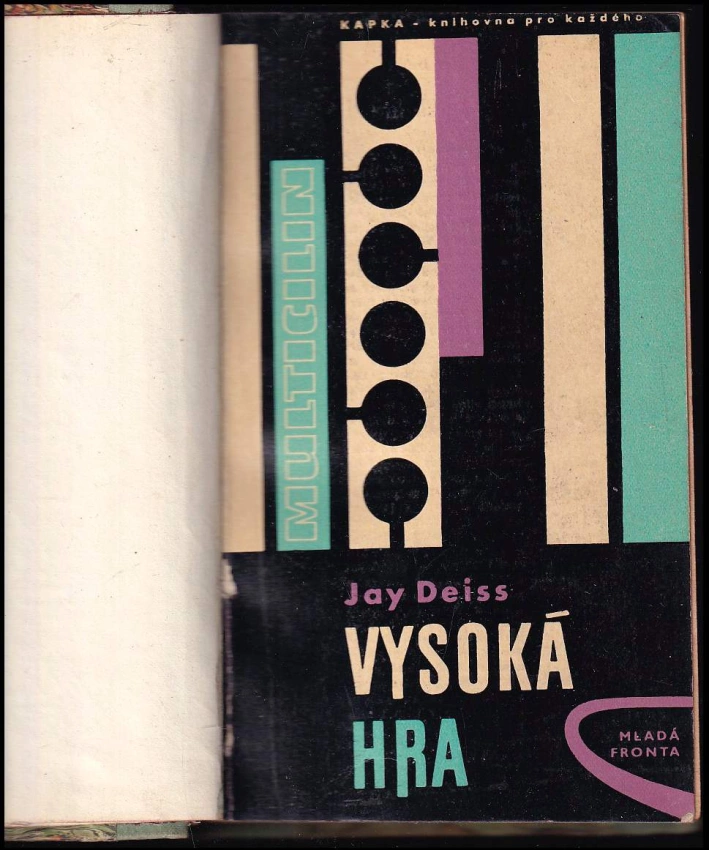 KAPKA - knihovna pro každého
MULTICILIN
Jay Deiss
VYSOKÁ
HRA
MLADÁ
FRONTA